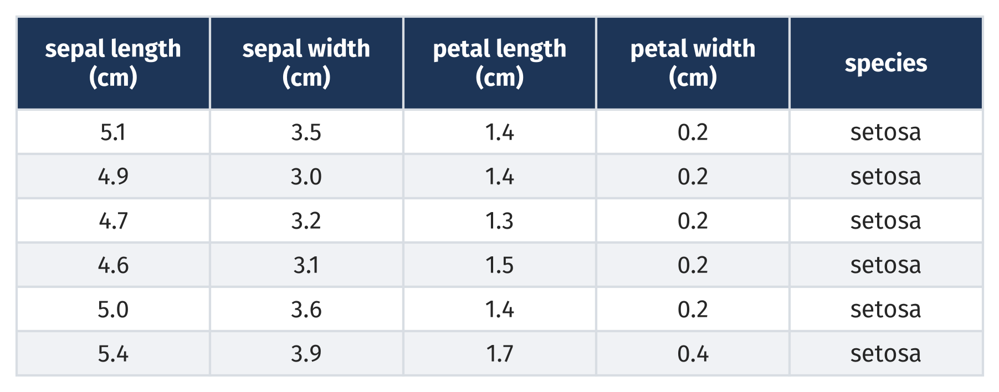 sepal length (cm) sepal width (cm) petal length (cm) petal width (cm) species
5.1 3.5 1.4 0.2 setosa
4.9 3.0 1.4 0.2 setosa
4.7 3.2 1.3 0.2 setosa
4.6 3.1 1.5 0.2 setosa
5.0 3.6 1.4 0.2 setosa
5.4 3.9 1.7 0.4 setosa